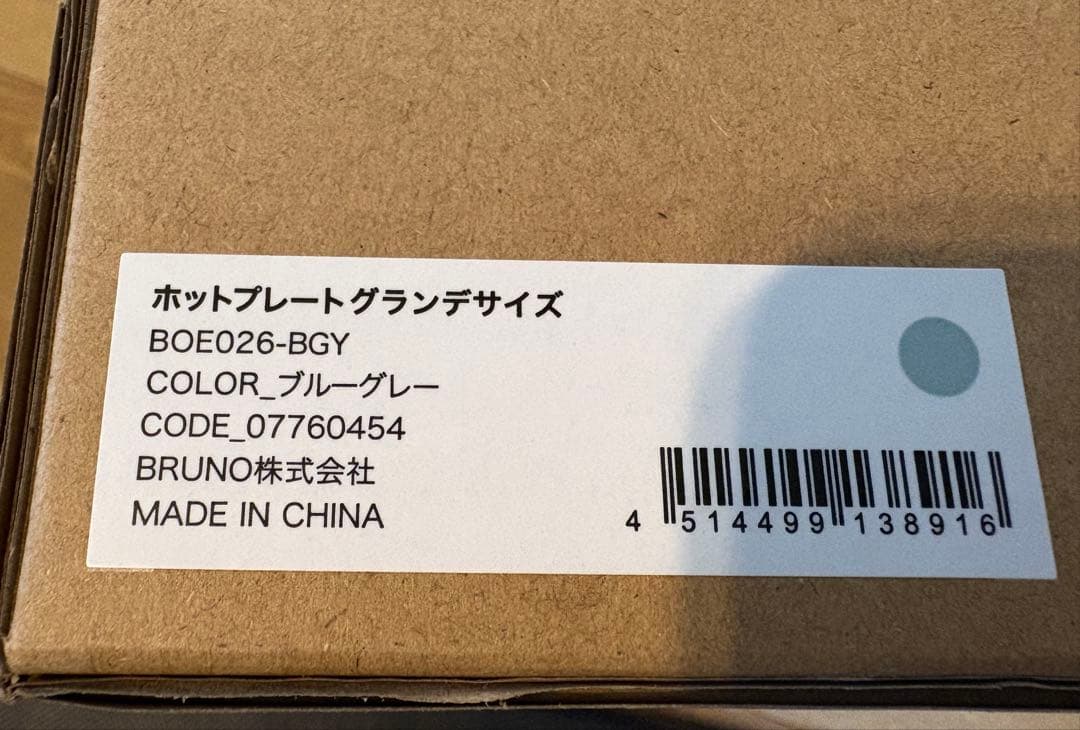 ホットプレートグランデサイズ
BOE026-BGY
COLOR_ブルーグレー
CODE_07760454
BRUNO株式会社
MADE IN CHINA
4 514499 138916